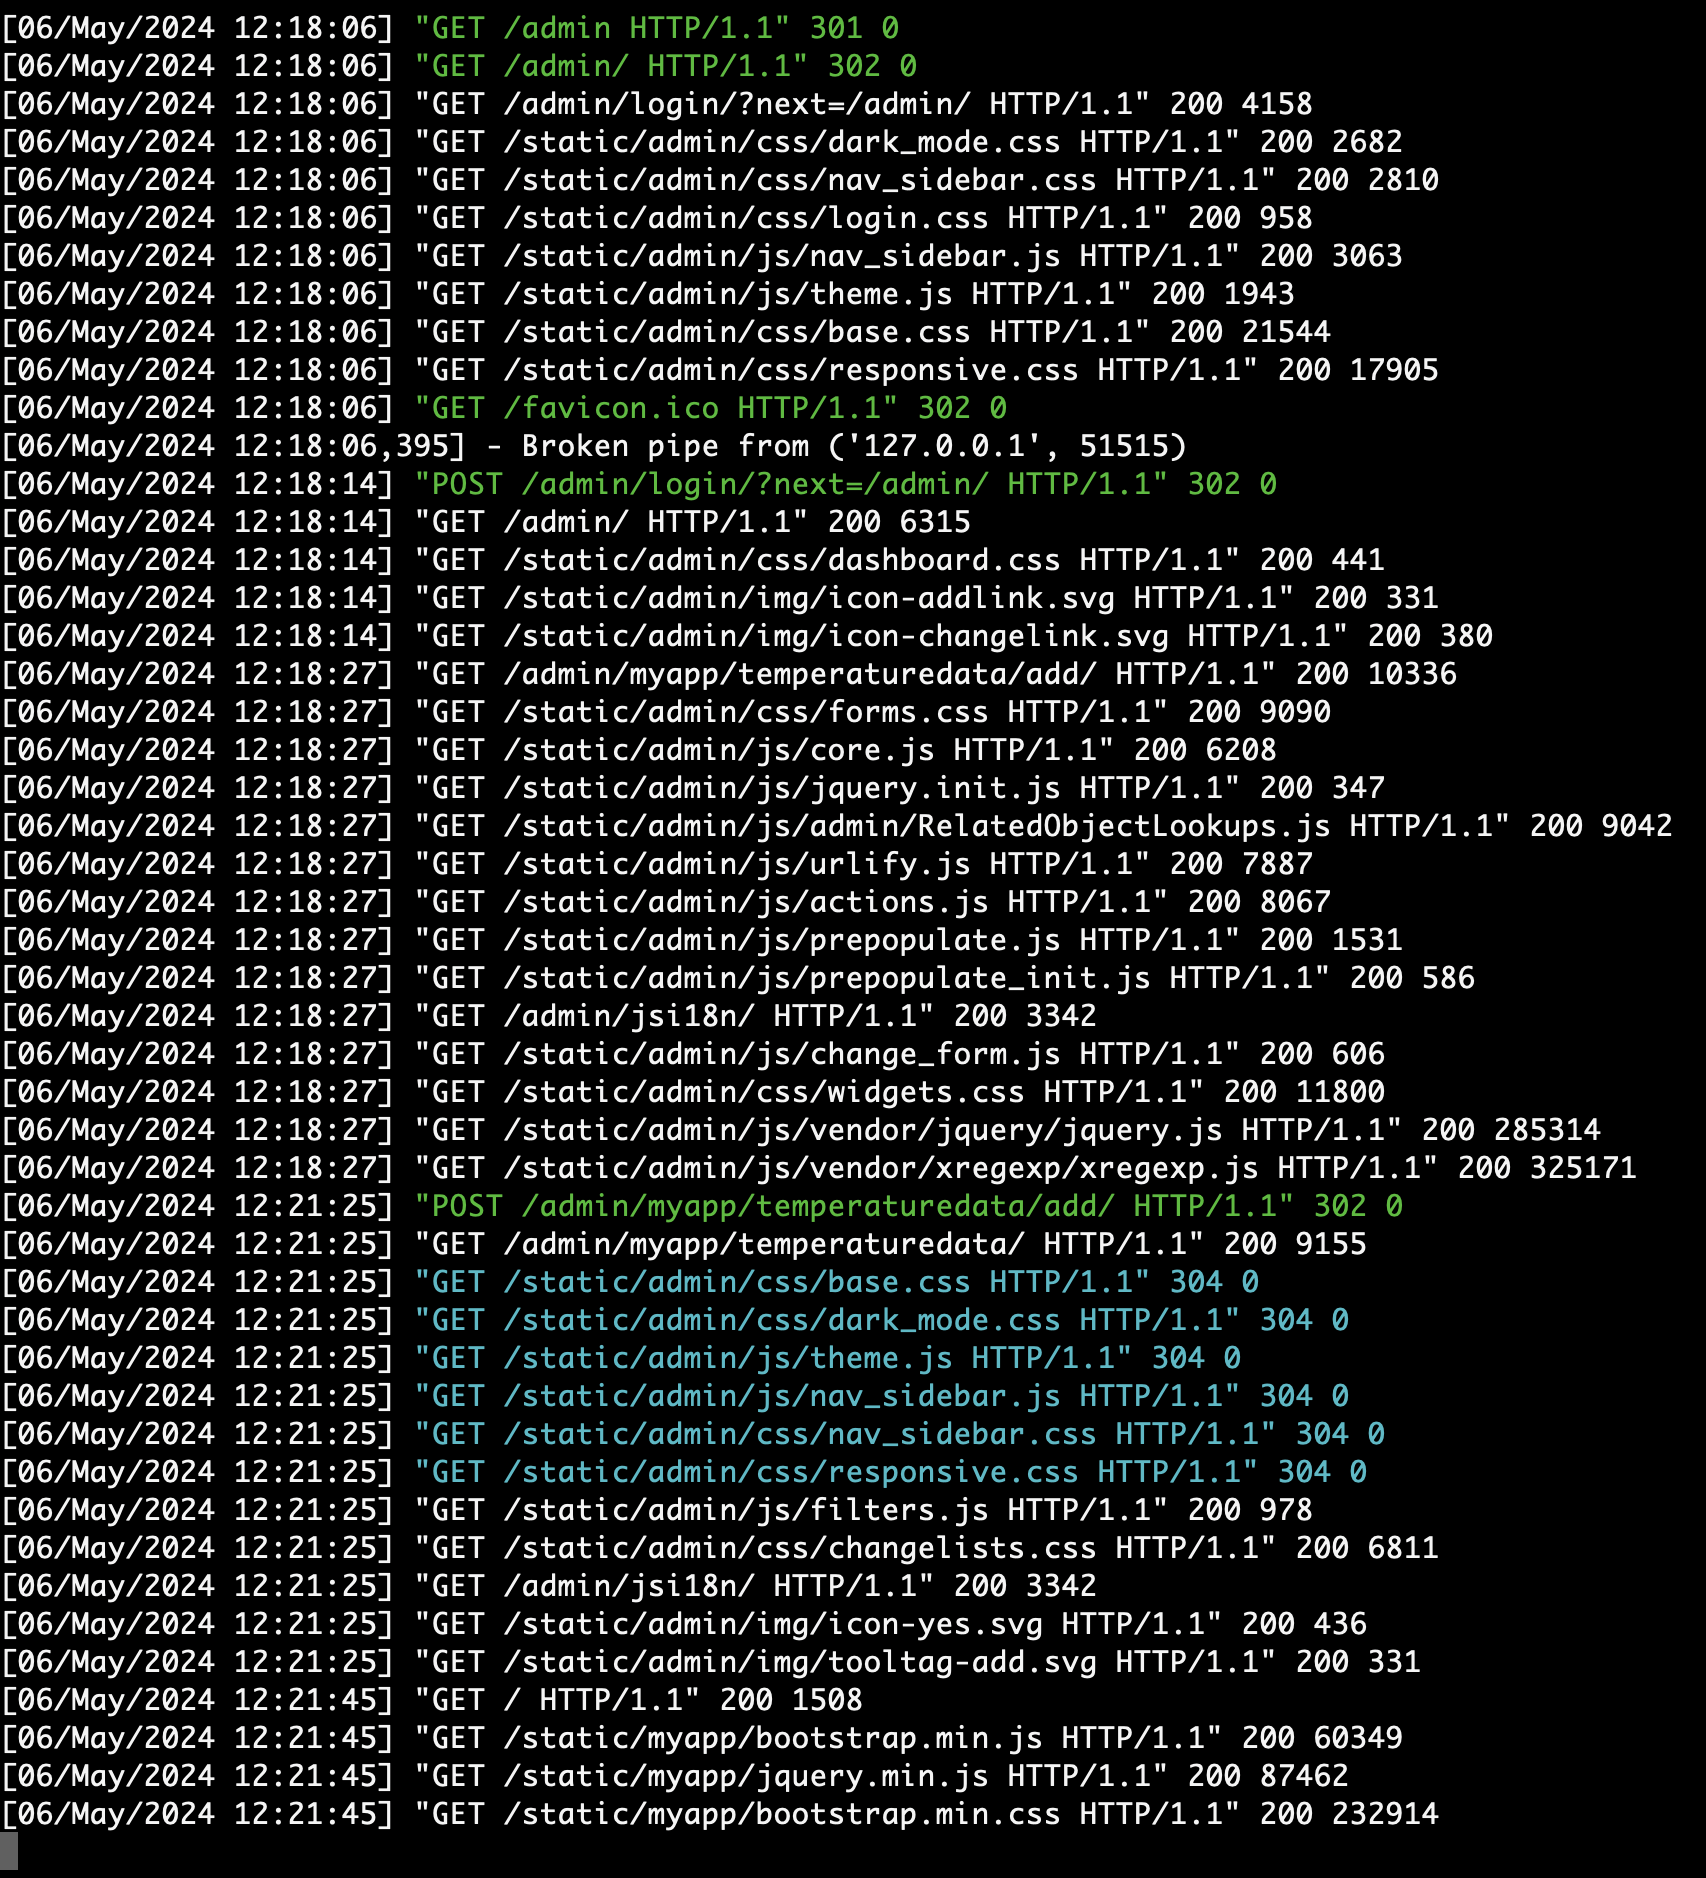 [06/May/2024 12:18:06] "GET /admin HTTP/1.1" 301 0
[06/May/2024 12:18:06] "GET /admin/ HTTP/1.1" 302 0
[06/May/2024 12:18:06] "GET /admin/login/?next=/admin/ HTTP/1.1" 200 4158
[06/May/2024 12:18:06] "GET /static/admin/css/dark_mode.css HTTP/1.1" 200 2682
[06/May/2024 12:18:06] "GET /static/admin/css/nav_sidebar.css HTTP/1.1" 200 2810
[06/May/2024 12:18:06] "GET /static/admin/css/login.css HTTP/1.1" 200 958
[06/May/2024 12:18:06] "GET /static/admin/js/nav_sidebar.js HTTP/1.1" 200 3063
[06/May/2024 12:18:06] "GET /static/admin/js/theme.js HTTP/1.1" 200 1943
[06/May/2024 12:18:06] "GET /static/admin/css/base.css HTTP/1.1" 200 21544
[06/May/2024 12:18:06] "GET /static/admin/css/responsive.css HTTP/1.1" 200 17905
[06/May/2024 12:18:06] "GET /favicon.ico HTTP/1.1" 302 0
[06/May/2024 12:18:06,395] - Broken pipe from ('127.0.0.1', 51515)
[06/May/2024 12:18:14] "POST /admin/login/?next=/admin/ HTTP/1.1" 302 0
[06/May/2024 12:18:14] "GET /admin/ HTTP/1.1" 200 6315
[06/May/2024 12:18:14] "GET /static/admin/css/dashboard.css HTTP/1.1" 200 441
[06/May/2024 12:18:14] "GET /static/admin/img/icon-addlink.svg HTTP/1.1" 200 331
[06/May/2024 12:18:14] "GET /static/admin/img/icon-changelink.svg HTTP/1.1" 200 380
[06/May/2024 12:18:27] "GET /admin/myapp/temperaturedata/add/ HTTP/1.1" 200 10336
[06/May/2024 12:18:27] "GET /static/admin/css/forms.css HTTP/1.1" 200 9090
[06/May/2024 12:18:27] "GET /static/admin/js/core.js HTTP/1.1" 200 6208
[06/May/2024 12:18:27] "GET /static/admin/js/jquery.init.js HTTP/1.1" 200 347
[06/May/2024 12:18:27] "GET /static/admin/js/admin/RelatedObjectLookups.js HTTP/1.1" 200 9042
[06/May/2024 12:18:27] "GET /static/admin/js/urlify.js HTTP/1.1" 200 7887
[06/May/2024 12:18:27] "GET /static/admin/js/actions.js HTTP/1.1" 200 8067
[06/May/2024 12:18:27] "GET /static/admin/js/prepopulate.js HTTP/1.1" 200 1531
[06/May/2024 12:18:27] "GET /static/admin/js/prepopulate_init.js HTTP/1.1" 200 586
[06/May/2024 12:18:27] "GET /admin/jsi18n/ HTTP/1.1" 200 3342
[06/May/2024 12:18:27] "GET /static/admin/js/change_form.js HTTP/1.1" 200 606
[06/May/2024 12:18:27] "GET /static/admin/css/widgets.css HTTP/1.1" 200 11800
[06/May/2024 12:18:27] "GET /static/admin/js/vendor/jquery/jquery.js HTTP/1.1" 200 285314
[06/May/2024 12:18:27] "GET /static/admin/js/vendor/xregexp/xregexp.js HTTP/1.1" 200 325171
[06/May/2024 12:21:25] "POST /admin/myapp/temperaturedata/add/ HTTP/1.1" 302 0
[06/May/2024 12:21:25] "GET /admin/myapp/temperaturedata/ HTTP/1.1" 200 9155
[06/May/2024 12:21:25] "GET /static/admin/css/base.css HTTP/1.1" 304 0
[06/May/2024 12:21:25] "GET /static/admin/css/dark_mode.css HTTP/1.1" 304 0
[06/May/2024 12:21:25] "GET /static/admin/js/theme.js HTTP/1.1" 304 0
[06/May/2024 12:21:25] "GET /static/admin/js/nav_sidebar.js HTTP/1.1" 304 0
[06/May/2024 12:21:25] "GET /static/admin/css/nav_sidebar.css HTTP/1.1" 304 0
[06/May/2024 12:21:25] "GET /static/admin/css/responsive.css HTTP/1.1" 304 0
[06/May/2024 12:21:25] "GET /static/admin/js/filters.js HTTP/1.1" 200 978
[06/May/2024 12:21:25] "GET /static/admin/css/changelists.css HTTP/1.1" 200 6811
[06/May/2024 12:21:25] "GET /admin/jsi18n/ HTTP/1.1" 200 3342
[06/May/2024 12:21:25] "GET /static/admin/img/icon-yes.svg HTTP/1.1" 200 436
[06/May/2024 12:21:25] "GET /static/admin/img/tooltag-add.svg HTTP/1.1" 200 331
[06/May/2024 12:21:45] "GET / HTTP/1.1" 200 1508
[06/May/2024 12:21:45] "GET /static/myapp/bootstrap.min.js HTTP/1.1" 200 60349
[06/May/2024 12:21:45] "GET /static/myapp/jquery.min.js HTTP/1.1" 200 87462
[06/May/2024 12:21:45] "GET /static/myapp/bootstrap.min.css HTTP/1.1" 200 232914